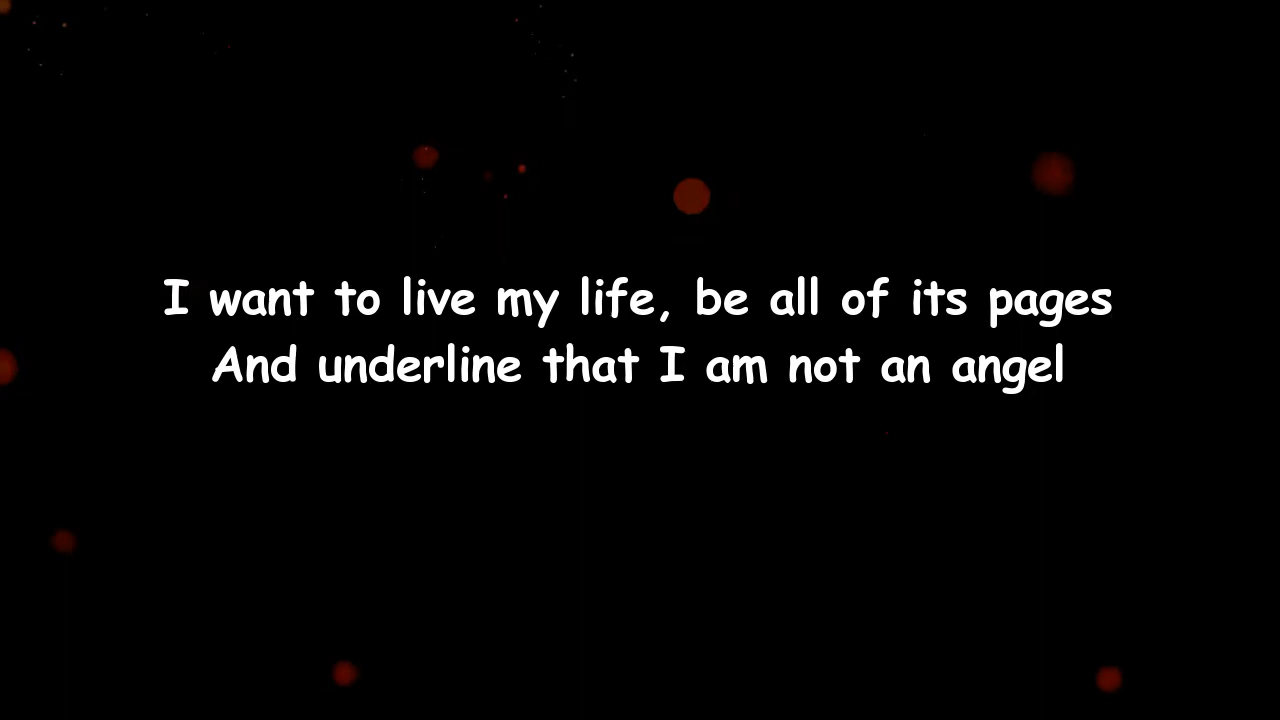 I want to live my life, be all of its pages
And underline that I am not an angel